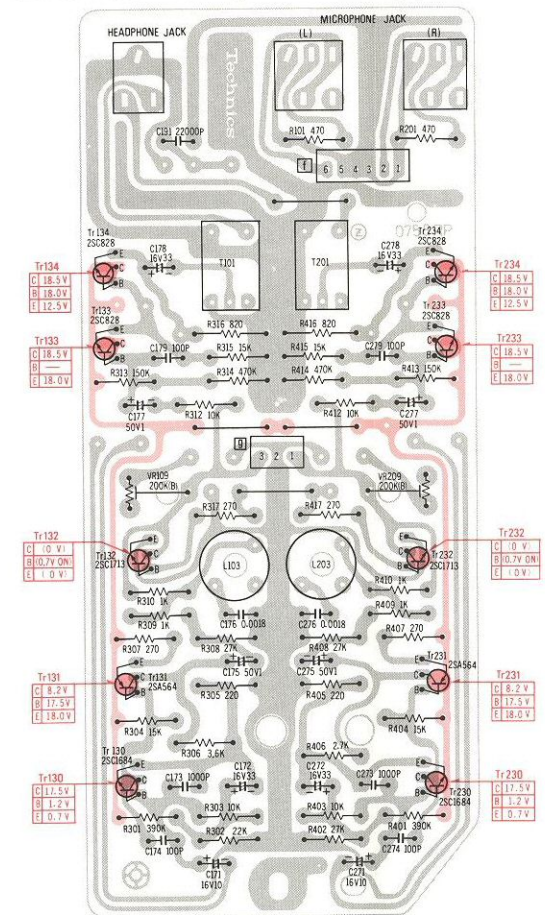 MICROPHONE JACK
HEADPHONE JACK
(L)
(R)
Technics
C191 22000P
R101 470
R201 470
f
6 5 4 3 2 1
Tr134
2SC828
E
C
B
C178
16V33
T101
T201
C278
16V33
Tr234
2SC828
E
C
B
Tr134
C 18.5V
B 18.0V
E 12.5V
Tr234
C 18.5V
B 18.0V
E 12.5V
Tr133
2SC828
E
C
B
R316 820
R416 820
Tr233
2SC828
E
C
B
Tr133
C 18.5V
B —
E 18.0V
C179 100P
R315 15K
R415 15K
C279 100P
Tr233
C 18.5V
B —
E 18.0V
R313 150K
R314 470K
R414 470K
R413 150K
C177
50V1
R312 10K
R412 10K
C277
50V1
g
3 2 1
VR109
200K(B)
VR209
200K(B)
R317 270
R417 270
Tr132
C (0 V)
B (0.7V ON)
E (0 V)
E
C
B
Tr132
2SC1713
L103
L203
E
C
B
Tr232
2SC1713
Tr232
C (0 V)
B (0.7V ON)
E (0 V)
R310 1K
R410 1K
R309 1K
C176 0.0018
C276 0.0018
R409 1K
R307 270
R308 27K
R408 27K
R407 270
Tr131
C 8.2V
B 17.5V
E 18.0V
E
C
B
Tr131
2SA564
C175 50V1
C275 50V1
R305 220
R405 220
E
C
B
Tr231
2SA564
Tr231
C 8.2V
B 17.5V
E 18.0V
R304 15K
R404 15K
R306 3.6K
R406 2.7K
Tr130
C 17.5V
B 1.2V
E 0.7V
Tr130
2SC1684
E
C
B
C173 1000P
C172
16V33
C272
16V33
C273 1000P
E
C
B
Tr230
2SC1684
Tr230
C 17.5V
B 1.2V
E 0.7V
R301 390K
R303 10K
R403 10K
R401 390K
C174 100P
R302 22K
R402 27K
C274 100P
C171
16V10
C271
16V10